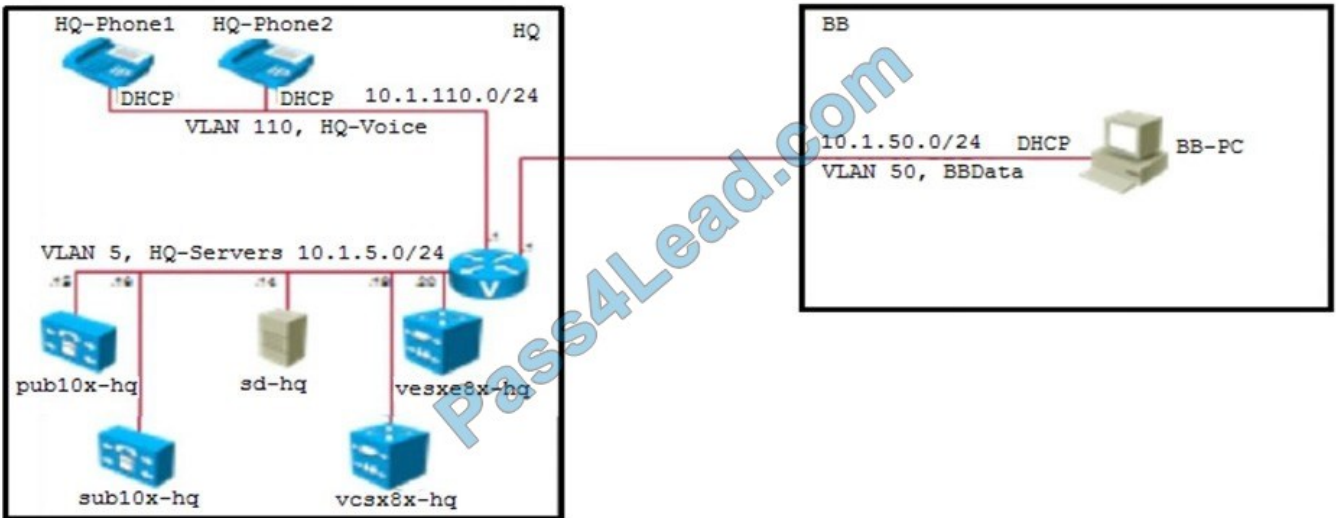 HQ-Phone1 HQ-Phone2
HQ
DHCP DHCP 10.1.110.0/24
VLAN 110, HQ-Voice
VLAN 5, HQ-Servers 10.1.5.0/24
.1
.1
.14
.20
V
pub10x-hq
sd-hq
vesxe8x-hq
sub10x-hq
vcsx8x-hq
BB
10.1.50.0/24 DHCP
BB-PC
VLAN 50, BBData
Pass4Lead.com